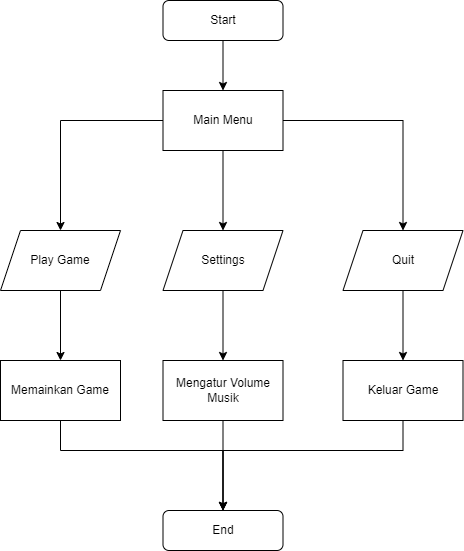 Start
Main Menu
Play Game
Settings
Quit
Memainkan Game
Mengatur Volume
Musik
Keluar Game
End